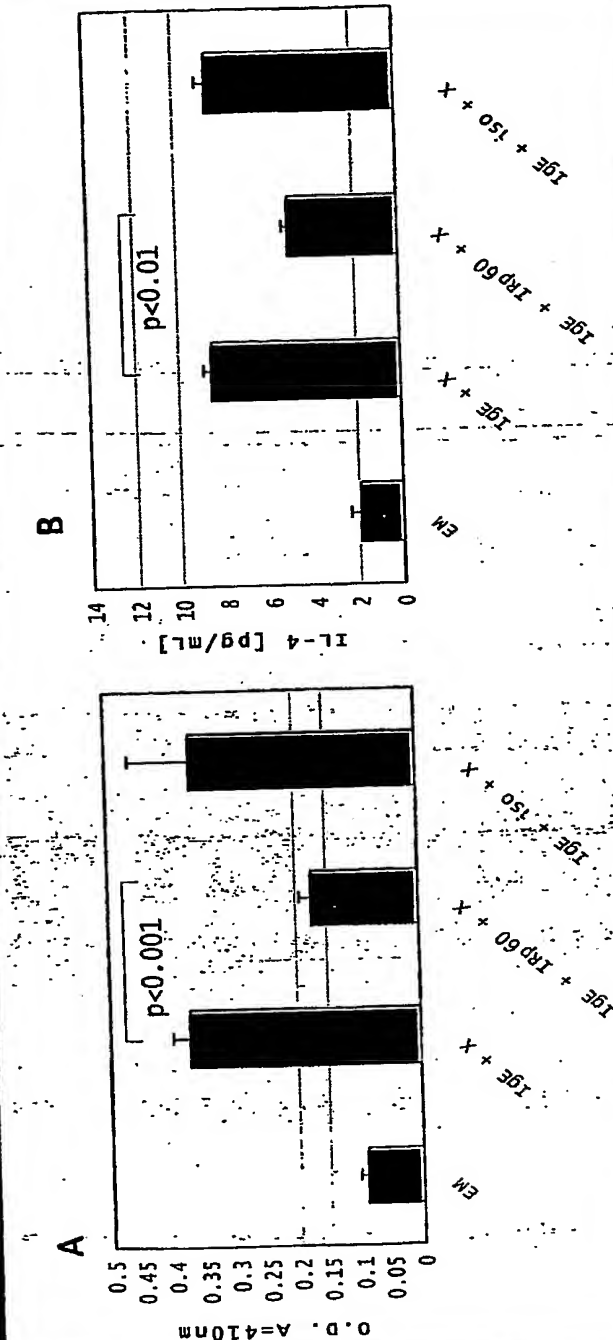 A
O.D. A=410nm
0.5
0.45
0.4
0.35
0.3
0.25
0.2
0.15
0.1
0.05
0
p<0.001
EM
IgE + X
IgE + IRp60 + X
IgE + iso + X
B
IL-4 [pg/mL]
14
12
10
8
6
4
2
0
p<0.01
EM
IgE + X
IgE + IRp60 + X
IgE + iso + X